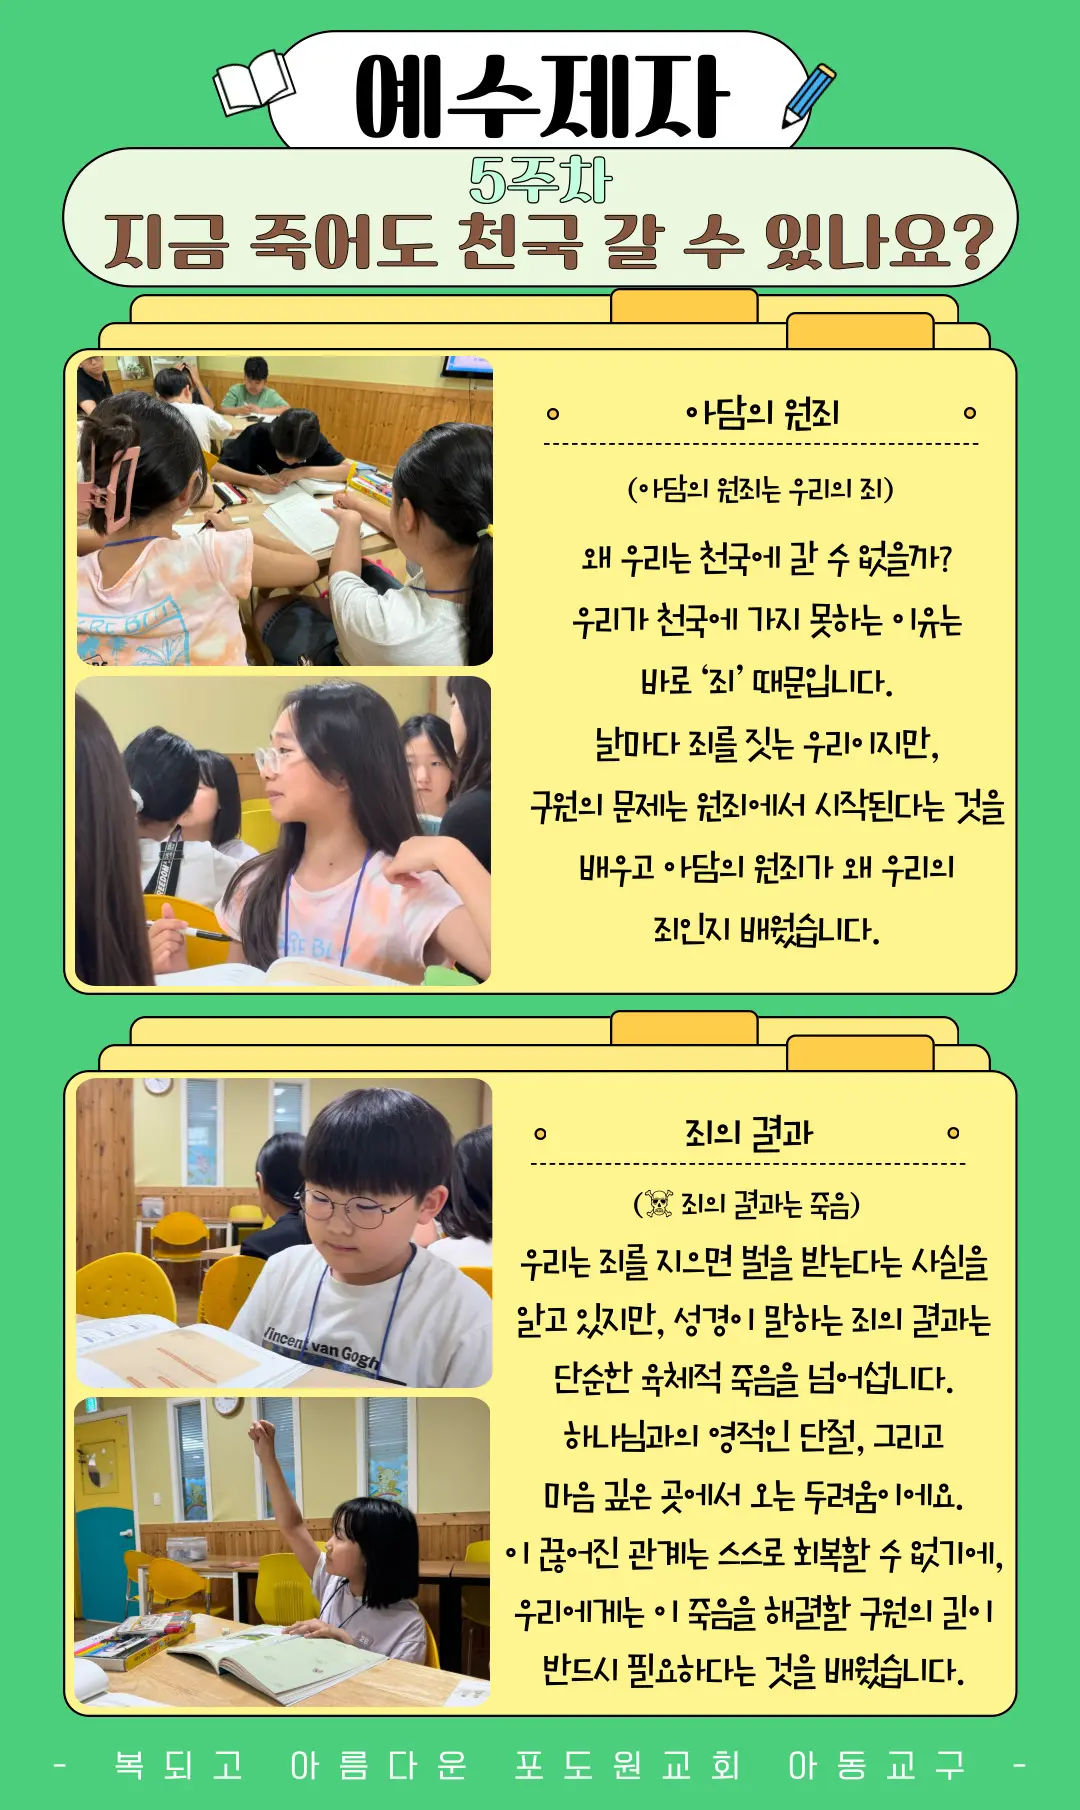 예수제자
5주차
지금 죽어도 천국 갈 수 있나요?
아담의 원죄
(아담의 원죄는 우리의 죄)
왜 우리는 천국에 갈 수 없을까?
우리가 천국에 가지 못하는 이유는
바로 ‘죄’ 때문입니다.
날마다 죄를 짓는 우리이지만,
구원의 문제는 원죄에서 시작된다는 것을
배우고 아담의 원죄가 왜 우리의
죄인지 배웠습니다.
FREEDOM
죄의 결과
(☠ 죄의 결과는 죽음)
우리는 죄를 지으면 벌을 받는다는 사실을
알고 있지만, 성경이 말하는 죄의 결과는
단순한 육체적 죽음을 넘어섭니다.
하나님과의 영적인 단절, 그리고
마음 깊은 곳에서 오는 두려움이에요.
이 끊어진 관계는 스스로 회복할 수 없기에,
우리에게는 이 죽음을 해결할 구원의 길이
반드시 필요하다는 것을 배웠습니다.
Vincent van Gogh
- 복되고 아름다운 포도원교회 아동교구 -